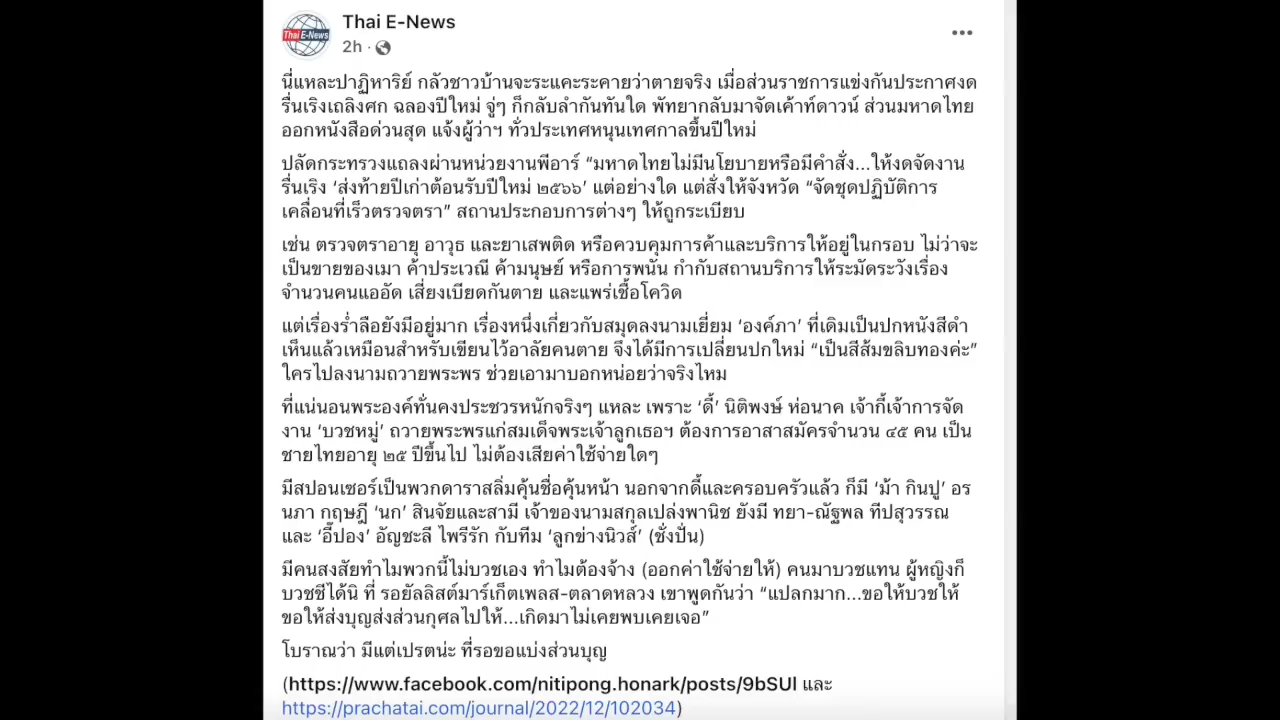 Thai E-News
2h
Thai E-News
นี่แหละปาฏิหาริย์ กลัวชาวบ้านจะระแคะระคายว่าตายจริง เมื่อส่วนราชการแข่งกันประกาศงด
รื่นเริงเถลิงศก ฉลองปีใหม่ จู่ๆ ก็กลับลำกันทันใด พัทยากลับมาจัดเค้าท์ดาวน์ ส่วนมหาดไทย
ออกหนังสือด่วนสุด แจ้งผู้ว่าฯ ทั่วประเทศหนุนเทศกาลขึ้นปีใหม่
ปลัดกระทรวงแถลงผ่านหน่วยงานพีอาร์ “มหาดไทยไม่มีนโยบายหรือมีคำสั่ง...ให้งดจัดงาน
รื่นเริง ‘ส่งท้ายปีเก่าต้อนรับปีใหม่ ๒๕๖๖’ แต่อย่างใด แต่สั่งให้จังหวัด “จัดชุดปฏิบัติการ
เคลื่อนที่เร็วตรวจตรา” สถานประกอบการต่างๆ ให้ถูกระเบียบ
เช่น ตรวจตราอายุ อาวุธ และยาเสพติด หรือควบคุมการค้าและบริการให้อยู่ในกรอบ ไม่ว่าจะ
เป็นขายของเมา ค้าประเวณี ค้ามนุษย์ หรือการพนัน กำกับสถานบริการให้ระมัดระวังเรื่อง
จำนวนคนแออัด เสี่ยงเบียดกันตาย และแพร่เชื้อโควิด
แต่เรื่องร่ำลือยังมีอยู่มาก เรื่องหนึ่งเกี่ยวกับสมุดลงนามเยี่ยม ‘องค์ภา’ ที่เดิมเป็นปกหนังสีดำ
เห็นแล้วเหมือนสำหรับเขียนไว้อาลัยคนตาย จึงได้มีการเปลี่ยนปกใหม่ “เป็นสีส้มขลิบทองค่ะ”
ใครไปลงนามถวายพระพร ช่วยเอามาบอกหน่อยว่าจริงไหม
ที่แน่นอนพระองค์ทั่นคงประชวรหนักจริงๆ แหละ เพราะ ‘ดี้’ นิติพงษ์ ห่อนาค เจ้ากี้เจ้าการจัด
งาน ‘บวชหมู่’ ถวายพระพรแก่สมเด็จพระเจ้าลูกเธอฯ ต้องการอาสาสมัครจำนวน ๔๕ คน เป็น
ชายไทยอายุ ๒๕ ปีขึ้นไป ไม่ต้องเสียค่าใช้จ่ายใดๆ
มีสปอนเซอร์เป็นพวกดาราสลิ่มคุ้นชื่อคุ้นหน้า นอกจากดี้และครอบครัวแล้ว ก็มี ‘ม้า กินปู’ อร
นภา กฤษฎี ‘นก’ สินจัยและสามี เจ้าของนามสกุลเปล่งพานิช ยังมี ทยา-ณัฐพล ทีปสุวรรณ
และ ‘อี๊ปอง’ อัญชะลี ไพรีรัก กับทีม ‘ลูกข่างนิวส์’ (ชั่งปั่น)
มีคนสงสัยทำไมพวกนี้ไม่บวชเอง ทำไมต้องจ้าง (ออกค่าใช้จ่ายให้) คนมาบวชแทน ผู้หญิงก็
บวชชีได้นิ ที่ รอยัลลิสต์มาร์เก็ตเพลส-ตลาดหลวง เขาพูดกันว่า “แปลกมาก...ขอให้บวชให้
ขอให้ส่งบุญส่งส่วนกุศลไปให้...เกิดมาไม่เคยพบเคยเจอ”
โบราณว่า มีแต่เปรตน่ะ ที่รอขอแบ่งส่วนบุญ
(https://www.facebook.com/nitipong.honark/posts/9bSUl และ
https://prachatai.com/journal/2022/12/102034)